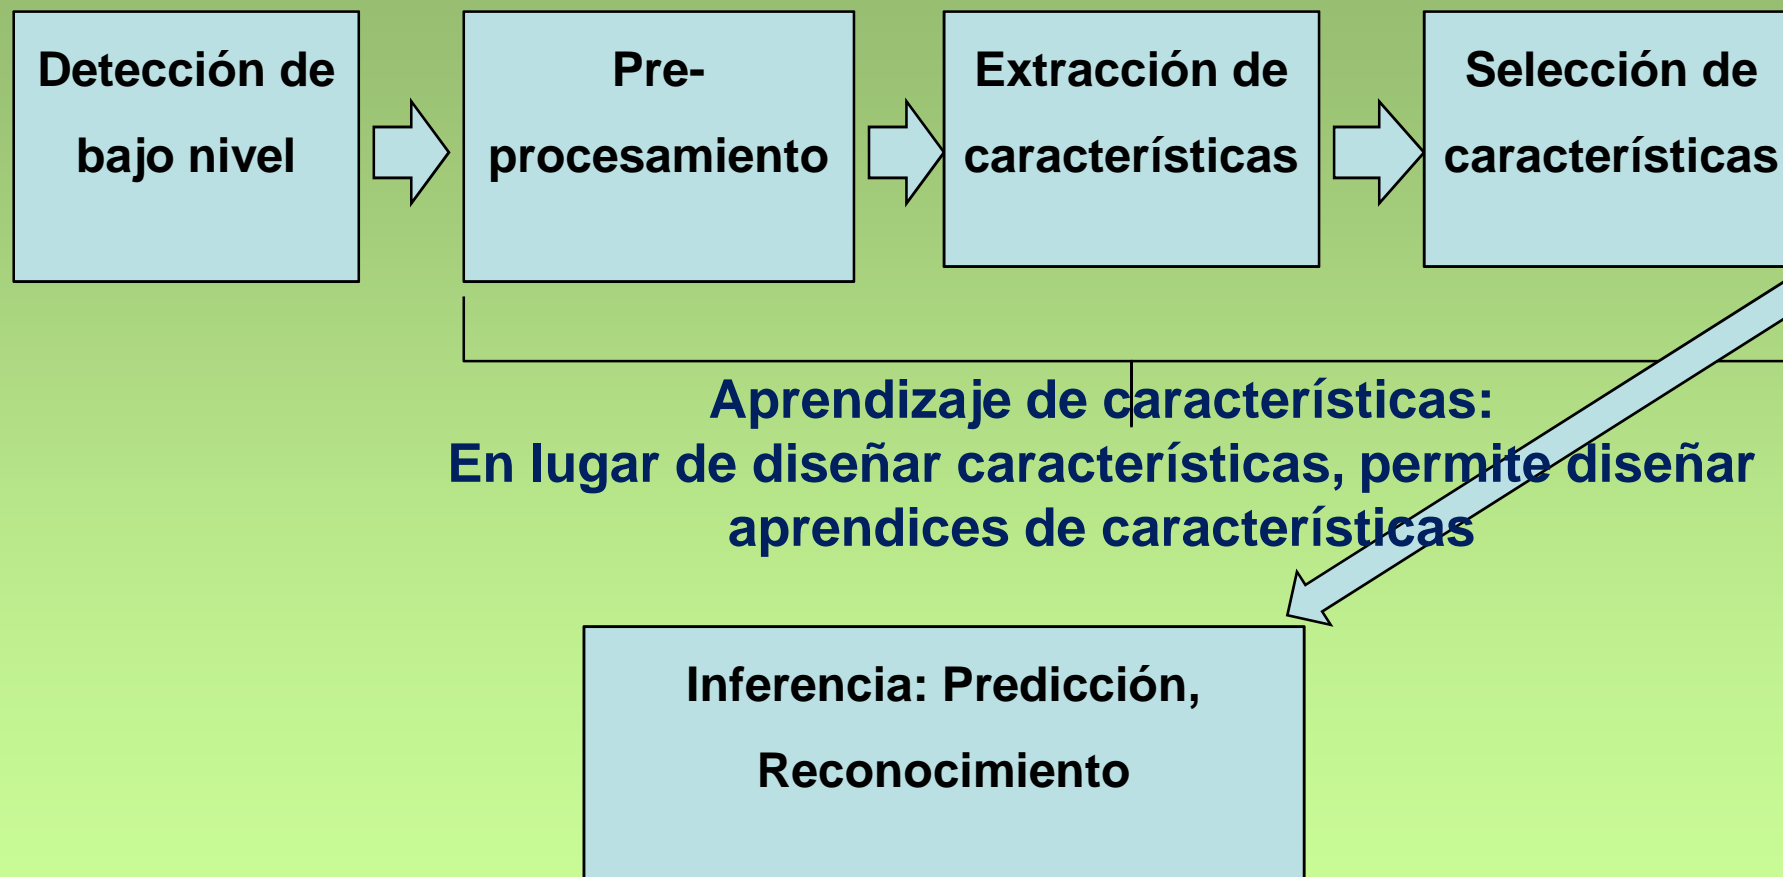 Detección de
bajo nivel
Pre-
procesamiento
Extracción de
características
Selección de
características
Aprendizaje de características:
En lugar de diseñar características, permite diseñar
aprendices de características
Inferencia: Predicción,
Reconocimiento